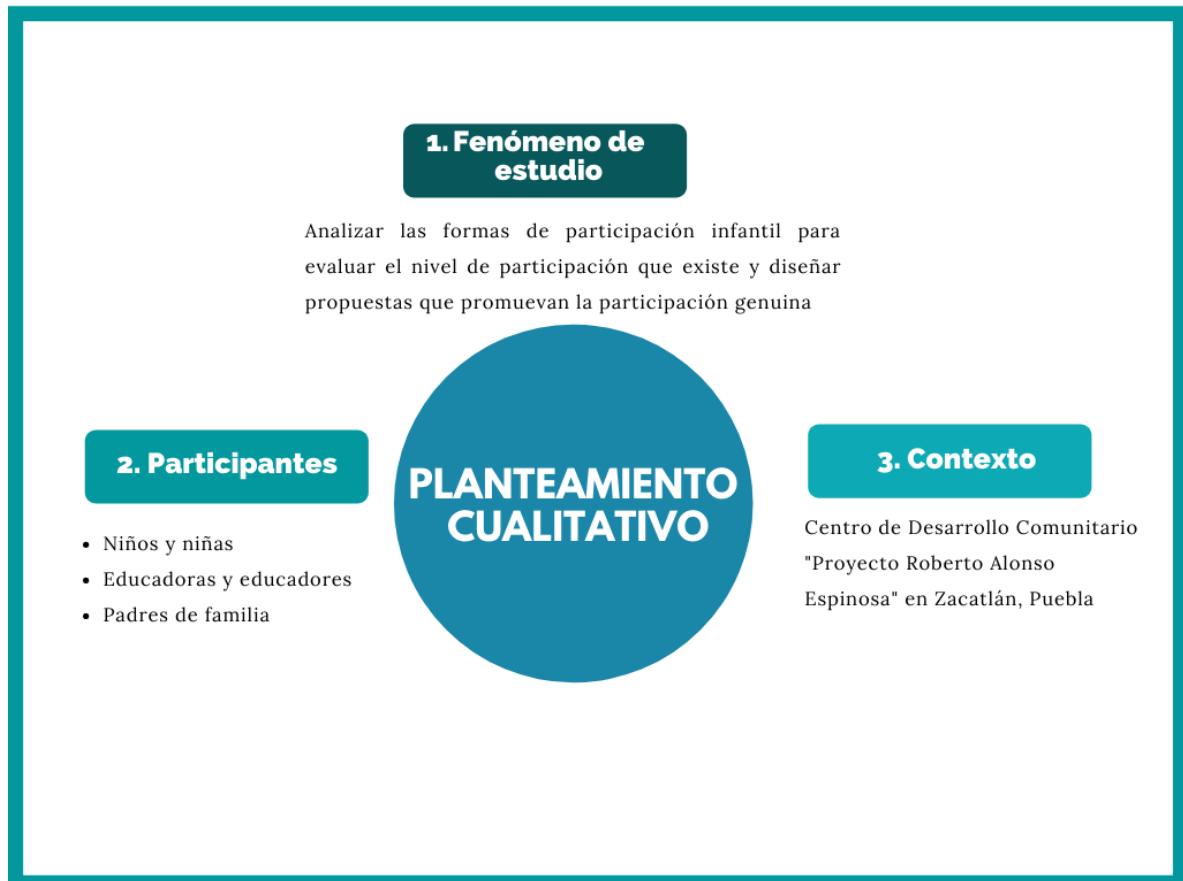 1. Fenómeno de
estudio
Analizar las formas de participación infantil para
evaluar el nivel de participación que existe y diseñar
propuestas que promuevan la participación genuina
PLANTEAMIENTO
CUALITATIVO
2. Participantes
• Niños y niñas
• Educadoras y educadores
• Padres de familia
3. Contexto
Centro de Desarrollo Comunitario
"Proyecto Roberto Alonso
Espinosa" en Zacatlán, Puebla